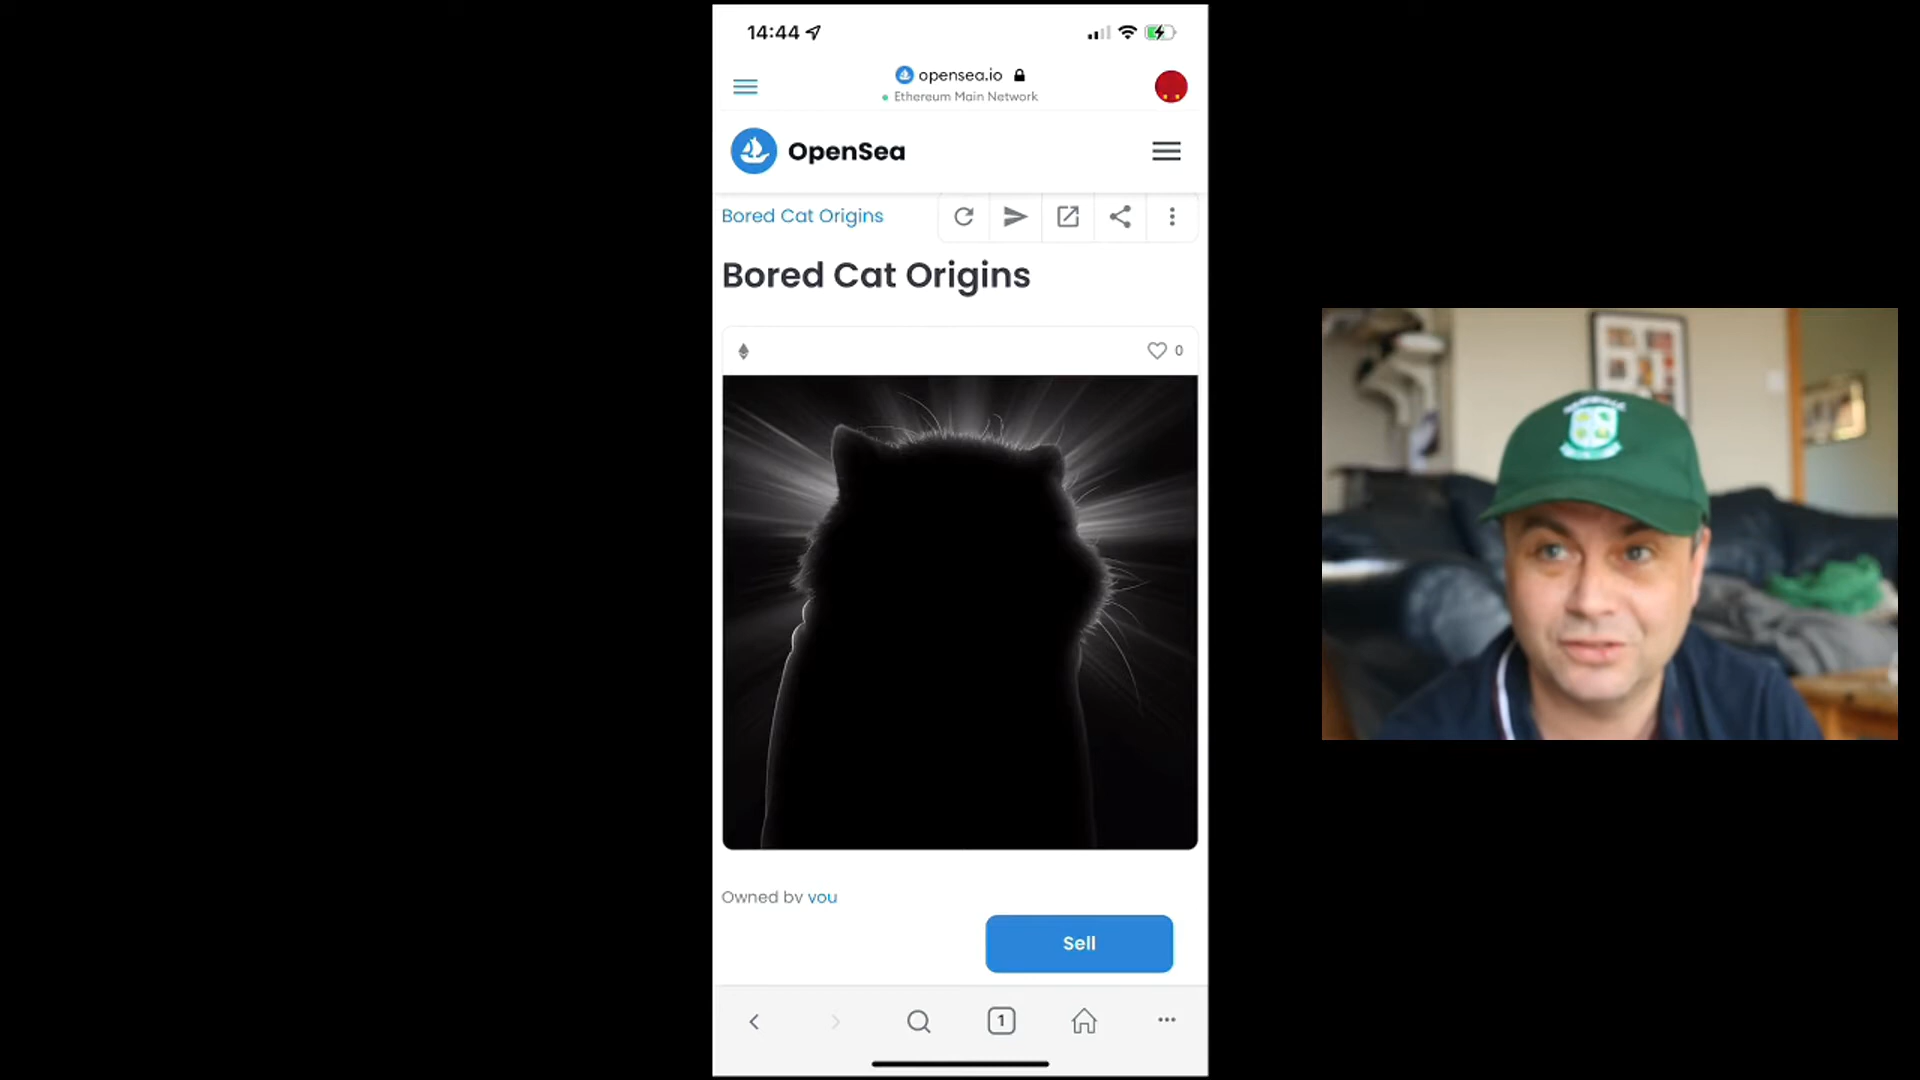 14:44
opensea.io
Ethereum Main Network
OpenSea
Bored Cat Origins
Bored Cat Origins
0
Owned by you
Sell
1